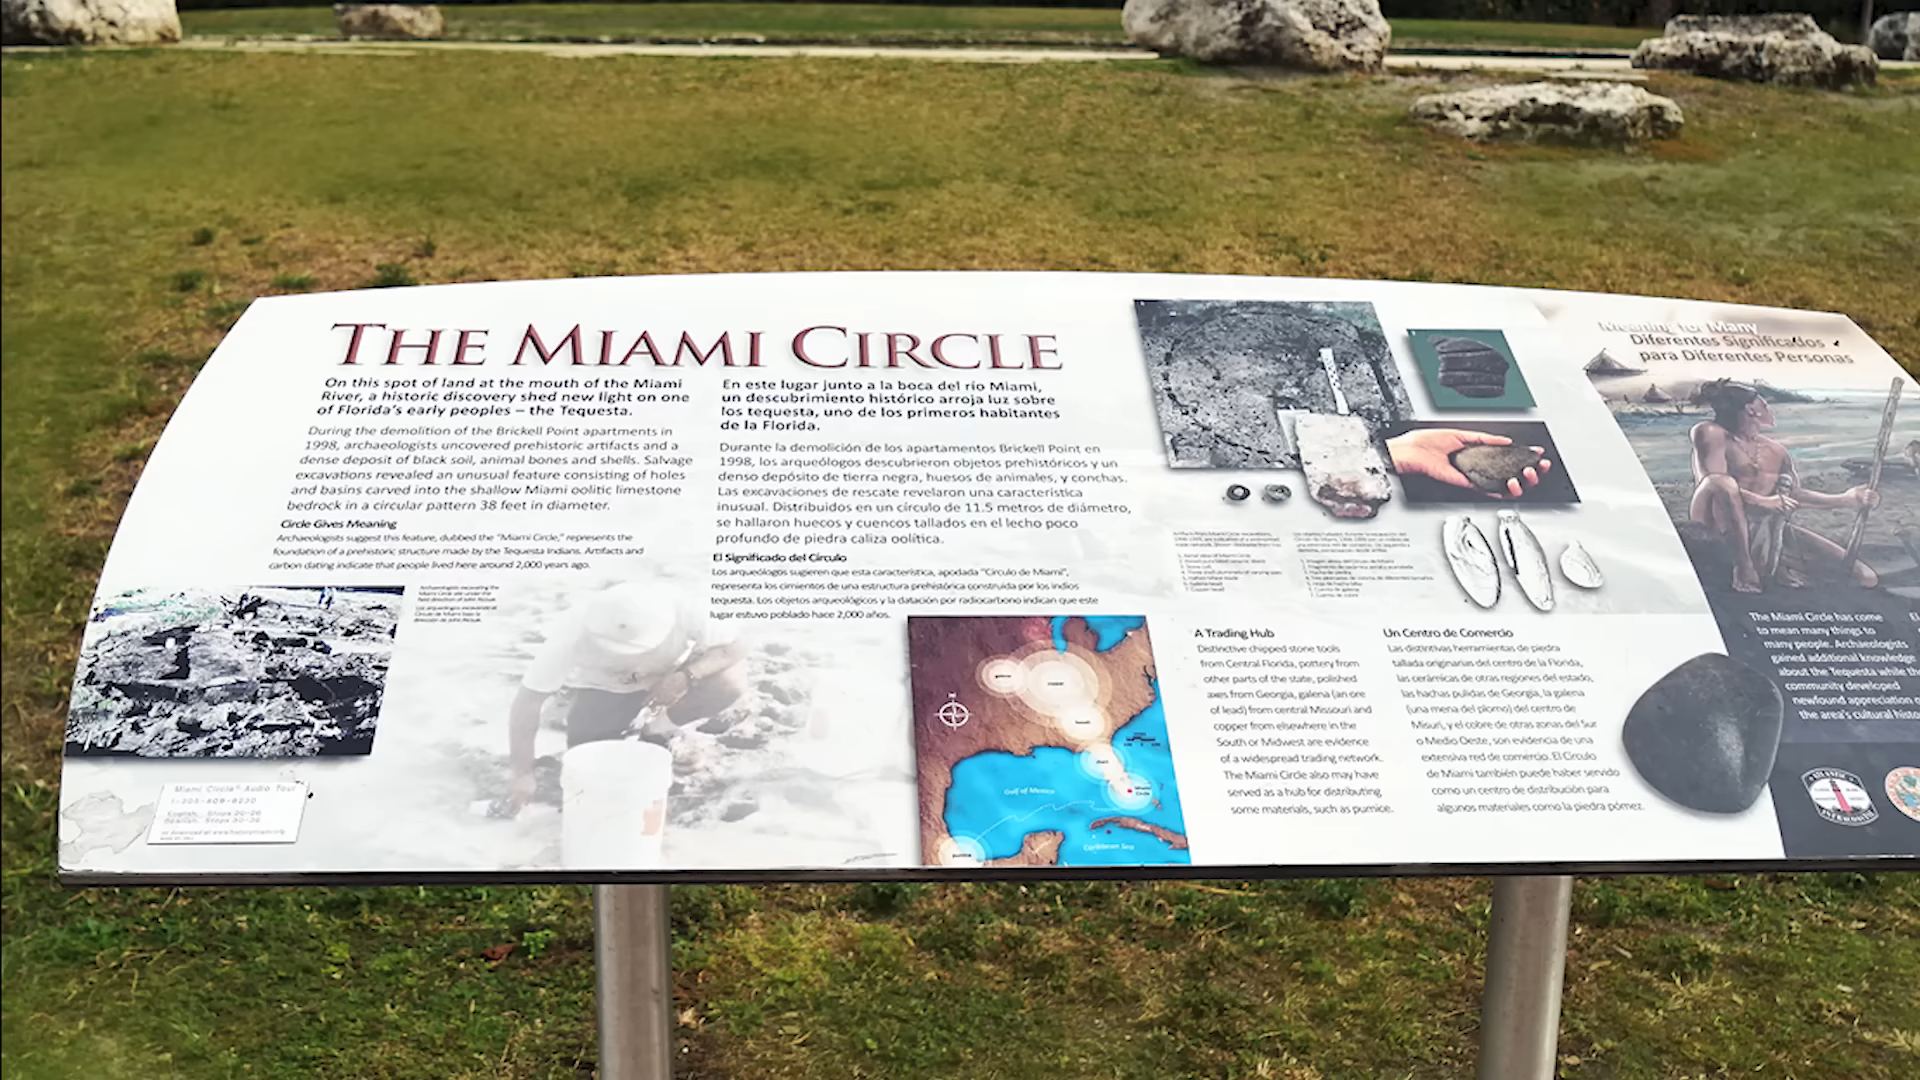 THE MIAMI CIRCLE
On this spot of land at the mouth of the Miami
River, a historic discovery shed new light on one
of Florida's early peoples – the Tequesta.
During the demolition of the Brickell Point apartments in
1998, archaeologists uncovered prehistoric artifacts and a
dense deposit of black soil, animal bones and shells. Salvage
excavations revealed an unusual feature consisting of holes
and basins carved into the shallow Miami oolitic limestone
bedrock in a circular pattern 38 feet in diameter.
Circle Gives Meaning
Archaeologists suggest this feature, dubbed the "Miami Circle," represents the
foundation of a prehistoric structure made by the Tequesta Indians. Artifacts and
carbon dating indicate that people lived here around 2,000 years ago.
En este lugar junto a la boca del río Miami,
un descubrimiento histórico arroja luz sobre
los tequesta, uno de los primeros habitantes
de la Florida.
Durante la demolición de los apartamentos Brickell Point en
1998, los arqueólogos descubrieron objetos prehistóricos y un
denso depósito de tierra negra, huesos de animales, y conchas.
Las excavaciones de rescate revelaron una característica
inusual. Distribuidos en un círculo de 11.5 metros de diámetro,
se hallaron huecos y cuencos tallados en el lecho poco
profundo de piedra caliza oolítica.
El Significado del Círculo
Los arqueólogos sugieren que esta característica, apodada "Círculo de Miami",
representa los cimientos de una estructura prehistórica construida por los indios
tequesta. Los objetos arqueológicos y la datación por radiocarbono indican que este
lugar estuvo poblado hace 2,000 años.
Miami Circle Audio Tour
English
Gulf of Mexico
Caribbean Sea
Miami
Circle
A Trading Hub
Distinctive chipped stone tools
from Central Florida, pottery from
other parts of the state, polished
axes from Georgia, galena (an ore
of lead) from central Missouri and
copper from elsewhere in the
South or Midwest are evidence
of a widespread trading network.
The Miami Circle also may have
served as a hub for distributing
some materials, such as pumice.
Un Centro de Comercio
Las distintivas herramientas de piedra
tallada originarias del centro de la Florida,
las cerámicas de otras regiones del estado,
las hachas pulidas de Georgia, la galena
(una mena del plomo) del centro de
Misuri, y el cobre de otras zonas del Sur
o Medio Oeste, son evidencia de una
extensiva red de comercio. El Círculo
de Miami también puede haber servido
como un centro de distribución para
algunos materiales como la piedra pómez.
Meaning for Many
Diferentes Significados
para Diferentes Personas
The Miami Circle has come
to mean many things to
many people. Archaeologists
gained additional knowledge
about the Tequesta while the
community developed
newfound appreciation
the area's cultural